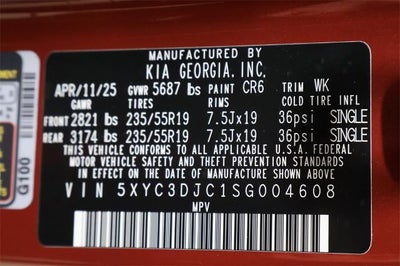 MANUFACTURED BY
KIA GEORGIA, INC.
APR/11/25 GVWR 5687 lbs PAINT CR6 TRIM WK
GAWR TIRES RIMS COLD TIRE INFL
FRONT 2821 lbs 235/55R19 7.5Jx19 36psi SINGLE
REAR 3174 lbs 235/55R19 7.5Jx19 36psi SINGLE
THIS VEHICLE CONFORMS TO ALL APPLICABLE U.S.A. FEDERAL
MOTOR VEHICLE SAFETY, BUMPER, AND THEFT PREVENTION STANDARDS
IN EFFECT ON THE DATE OF MANUFACTURE SHOWN ABOVE
VIN 5XYC3DJC1SG004608
MPV
G100